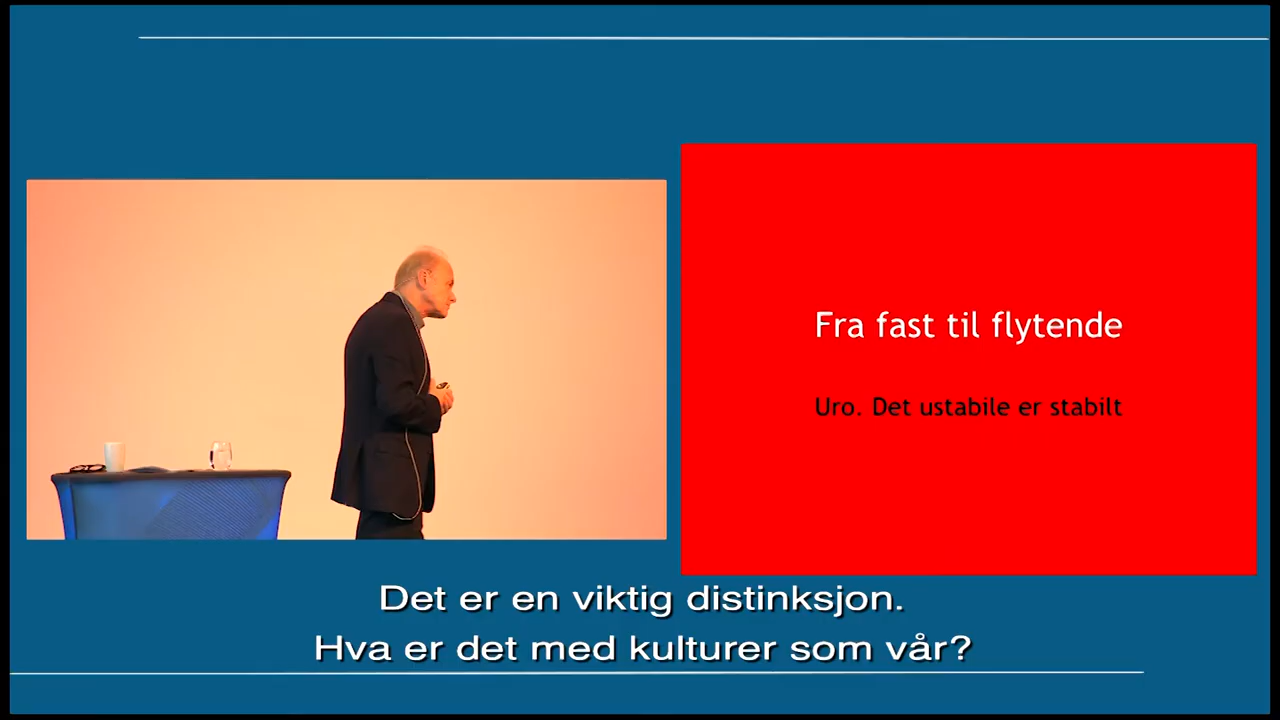 Fra fast til flytende
Uro. Det ustabile er stabilt
Det er en viktig distinksjon.
Hva er det med kulturer som vår?